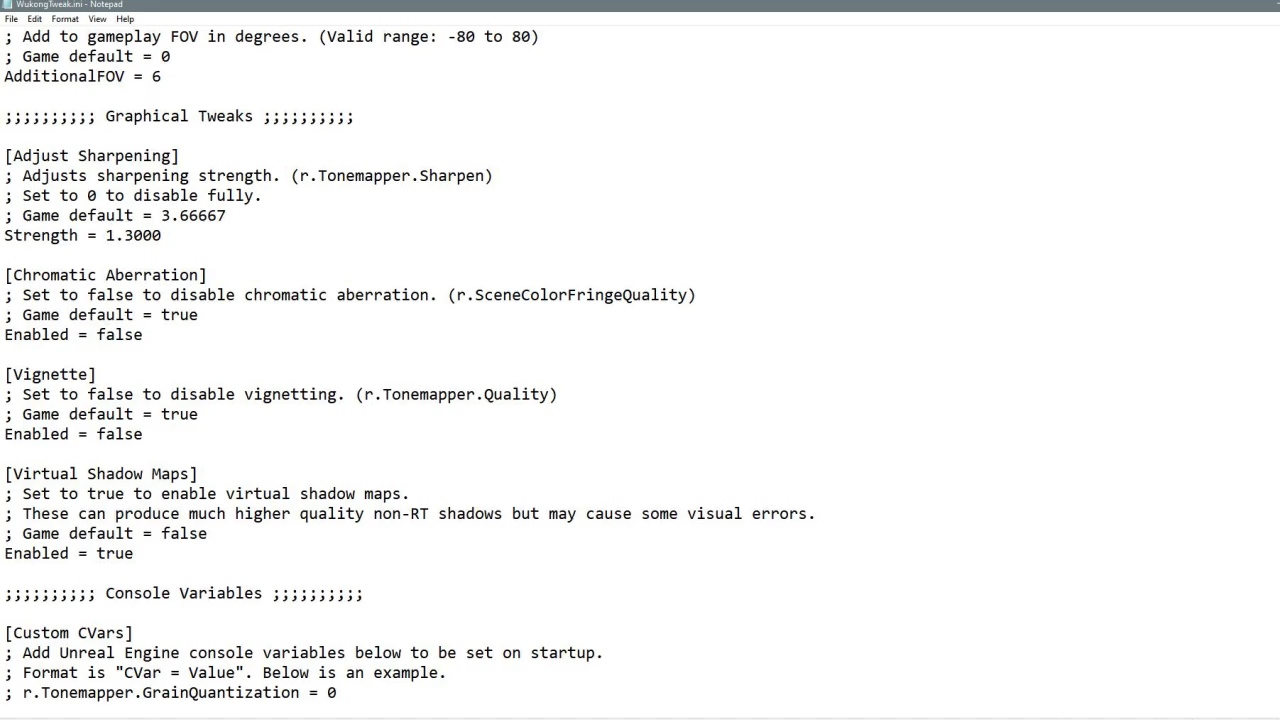 WukongTweak.ini - Notepad
File Edit Format View Help
; Add to gameplay FOV in degrees. (Valid range: -80 to 80)
; Game default = 0
AdditionalFOV = 6
;;;;;;;;;; Graphical Tweaks ;;;;;;;;;;
[Adjust Sharpening]
; Adjusts sharpening strength. (r.Tonemapper.Sharpen)
; Set to 0 to disable fully.
; Game default = 3.66667
Strength = 1.3000
[Chromatic Aberration]
; Set to false to disable chromatic aberration. (r.SceneColorFringeQuality)
; Game default = true
Enabled = false
[Vignette]
; Set to false to disable vignetting. (r.Tonemapper.Quality)
; Game default = true
Enabled = false
[Virtual Shadow Maps]
; Set to true to enable virtual shadow maps.
; These can produce much higher quality non-RT shadows but may cause some visual errors.
; Game default = false
Enabled = true
;;;;;;;;;; Console Variables ;;;;;;;;;;
[Custom CVars]
; Add Unreal Engine console variables below to be set on startup.
; Format is "CVar = Value". Below is an example.
; r.Tonemapper.GrainQuantization = 0